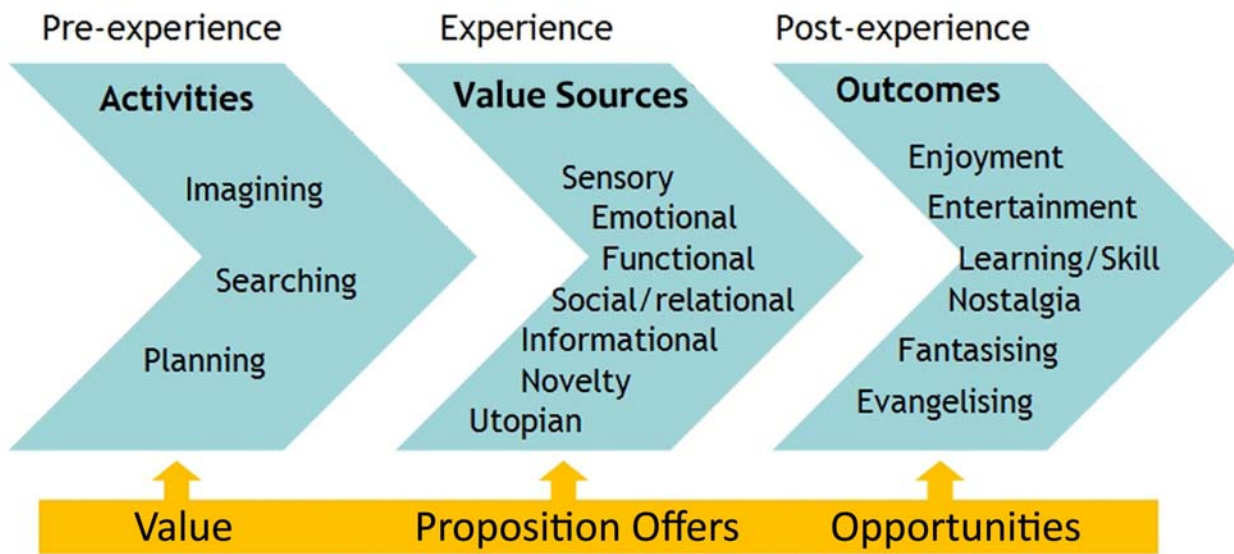 Pre-experience
Experience
Post-experience
Activities
Imagining
Searching
Planning
Value Sources
Sensory
Emotional
Functional
Social/relational
Informational
Novelty
Utopian
Outcomes
Enjoyment
Entertainment
Learning/Skill
Nostalgia
Fantasising
Evangelising
Value Proposition Offers Opportunities